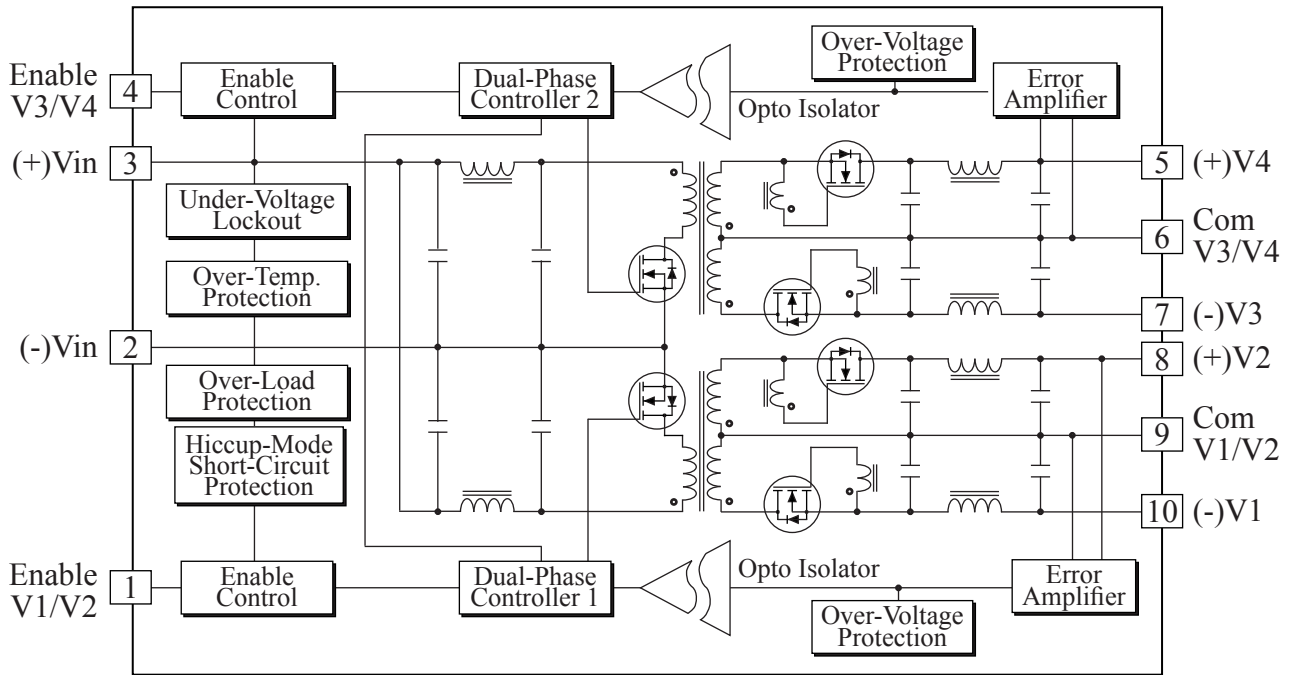 Enable
V3/V4
4
Enable
Control
Dual-Phase
Controller 2
Opto Isolator
Over-Voltage
Protection
Error
Amplifier
(+)Vin
3
5
(+)V4
Under-Voltage
Lockout
6
Com
V3/V4
Over-Temp.
Protection
7
(-)V3
(-)Vin
2
8
(+)V2
Over-Load
Protection
9
Com
V1/V2
Hiccup-Mode
Short-Circuit
Protection
10
(-)V1
Enable
V1/V2
1
Enable
Control
Dual-Phase
Controller 1
Opto Isolator
Over-Voltage
Protection
Error
Amplifier